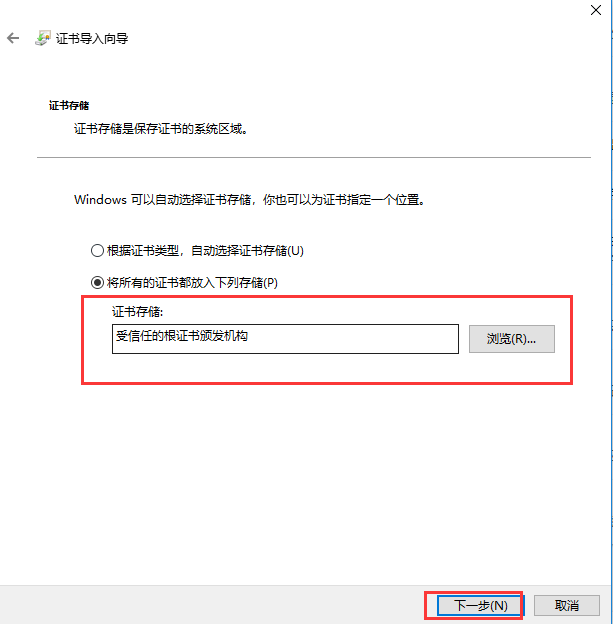 证书导入向导
证书存储
证书存储是保存证书的系统区域。
Windows 可以自动选择证书存储，你也可以为证书指定一个位置。
根据证书类型，自动选择证书存储(U)
将所有的证书都放入下列存储(P)
证书存储:
受信任的根证书颁发机构
浏览(R)...
下一步(N)
取消